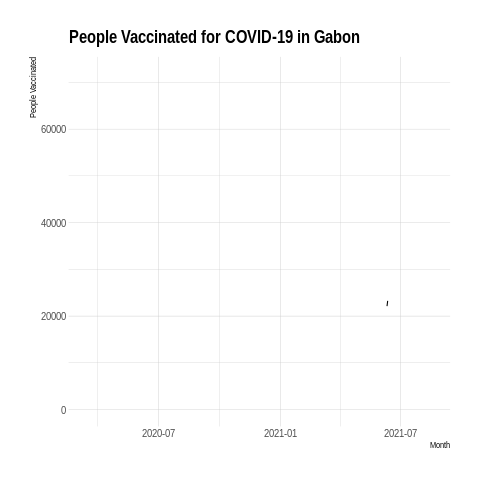 People Vaccinated for COVID-19 in Gabon
People Vaccinated
60000
40000
20000
0
2020-07
2021-01
2021-07
Month